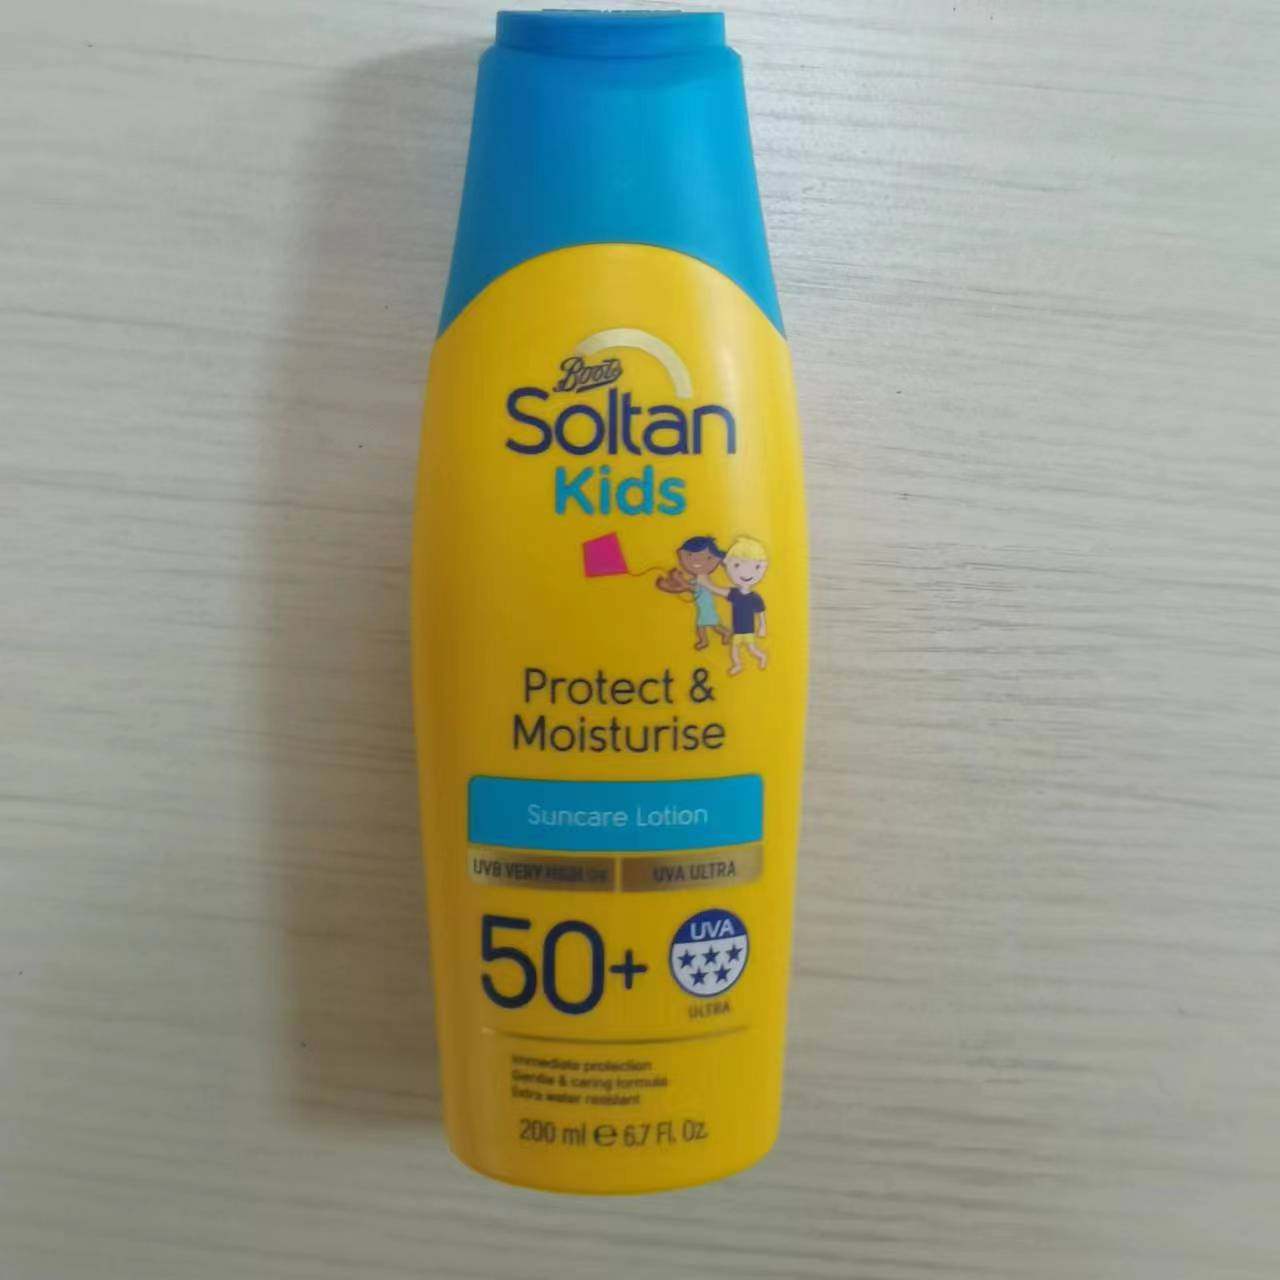 Boots
Soltan
Kids
Protect &
Moisturise
Suncare Lotion
UVB VERY HIGH
UVA ULTRA
50+
UVA
ULTRA
Immediate protection
Gentle & caring formula
Extra water resistant
200 ml e 6.7 Fl. Oz.